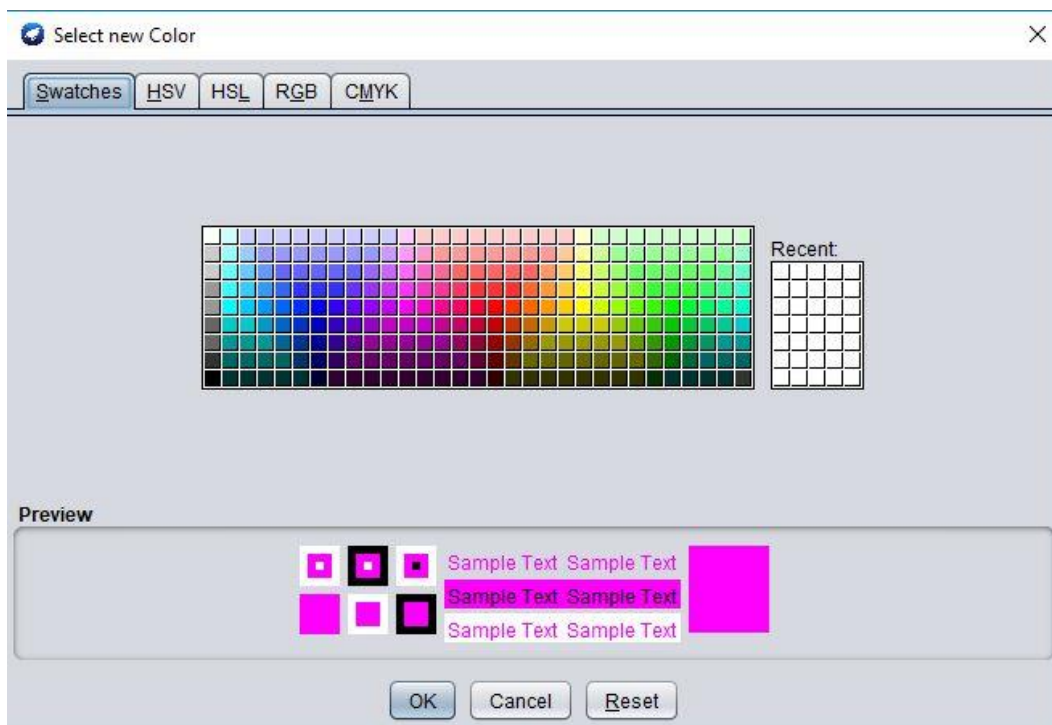 Select new Color
Swatches HSV HSL RGB CMYK
Recent:
Preview
Sample Text Sample Text
Sample Text Sample Text
Sample Text Sample Text
OK Cancel Reset